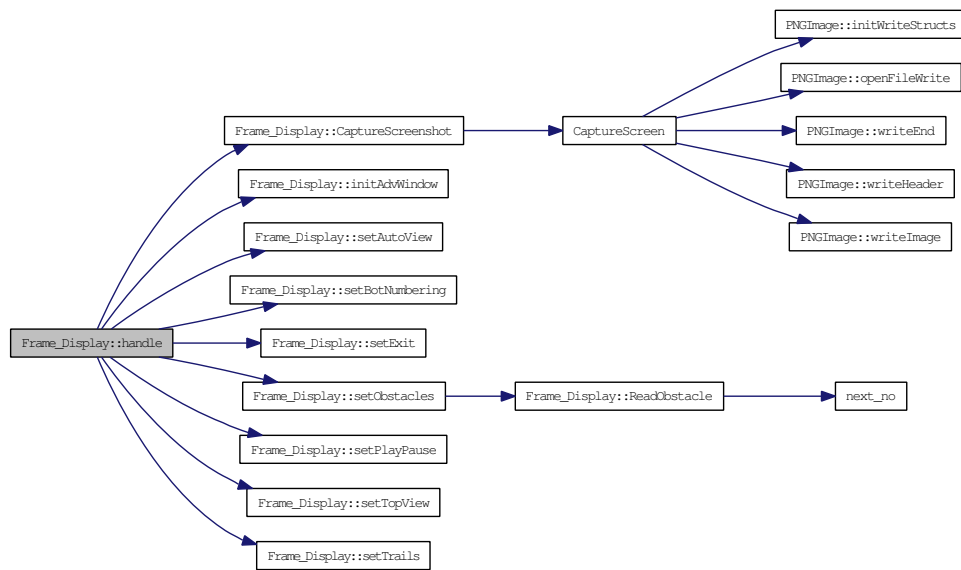 PNGImage::initWriteStructs
PNGImage::openFileWrite
Frame_Display::CaptureScreenshot
CaptureScreen
PNGImage::writeEnd
Frame_Display::initAdvWindow
PNGImage::writeHeader
Frame_Display::setAutoView
PNGImage::writeImage
Frame_Display::setBotNumbering
Frame_Display::handle
Frame_Display::setExit
Frame_Display::setObstacles
Frame_Display::ReadObstacle
next_no
Frame_Display::setPlayPause
Frame_Display::setTopView
Frame_Display::setTrails